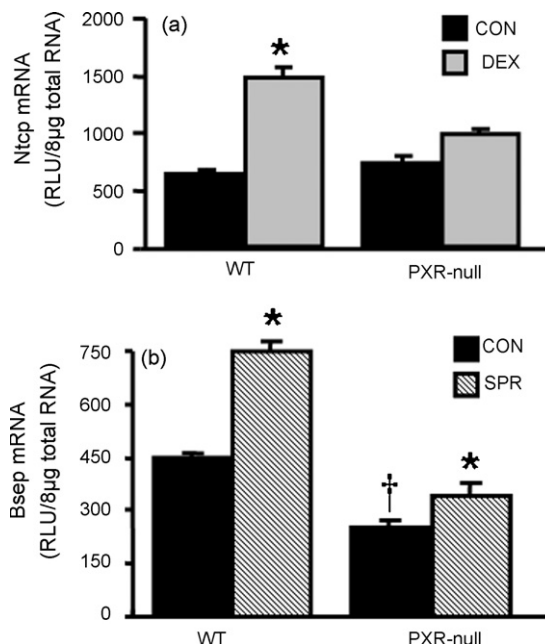 (a)
CON
DEX
*
Ntcp mRNA
(RLU/8µg total RNA)
2000
1500
1000
500
0
WT
PXR-null
(b)
CON
SPR
*
†
*
Bsep mRNA
(RLU/8µg total RNA)
750
600
450
300
150
0
WT
PXR-null